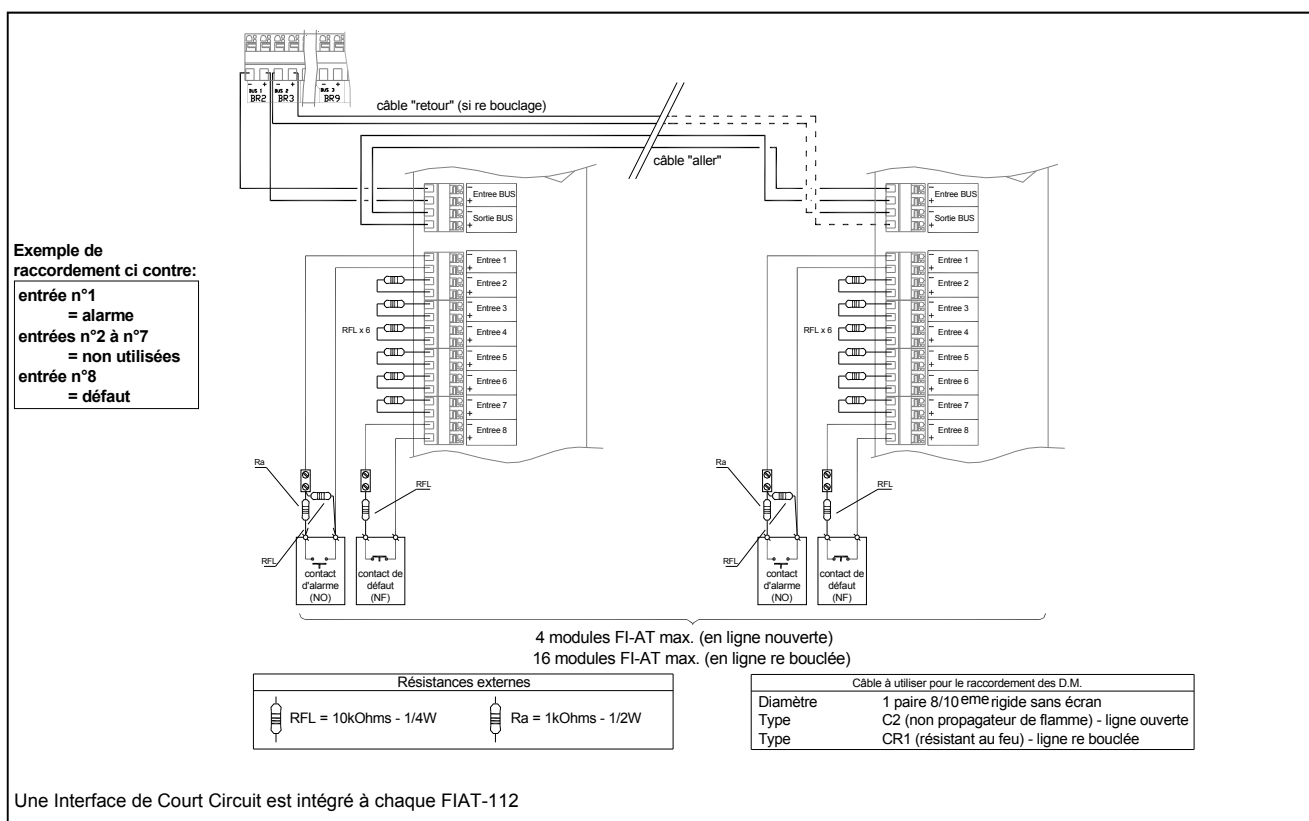 - + - + - +
BUS 1 BUS 2 BUS 3
BR2 BR3 BR9
câble "retour" (si re bouclage)
câble "aller"
- Entree BUS +
- Sortie BUS +
- Entree BUS +
- Sortie BUS +
Exemple de
raccordement ci contre:
entrée n°1
= alarme
entrées n°2 à n°7
= non utilisées
entrée n°8
= défaut
- Entree 1 +
- Entree 2 +
- Entree 3 +
RFL x 6
- Entree 4 +
- Entree 5 +
- Entree 6 +
- Entree 7 +
- Entree 8 +
- Entree 1 +
- Entree 2 +
- Entree 3 +
RFL x 6
- Entree 4 +
- Entree 5 +
- Entree 6 +
- Entree 7 +
- Entree 8 +
Ra
RFL
RFL
contact
d'alarme
(NO)
contact de
défaut
(NF)
Ra
RFL
RFL
contact
d'alarme
(NO)
contact de
défaut
(NF)
4 modules FI-AT max. (en ligne nouverte)
16 modules FI-AT max. (en ligne re bouclée)
Résistances externes
RFL = 10kOhms - 1/4W
Ra = 1kOhms - 1/2W
Câble à utiliser pour le raccordement des D.M.
Diamètre 1 paire 8/10 eme rigide sans écran
Type C2 (non propagateur de flamme) - ligne ouverte
Type CR1 (résistant au feu) - ligne re bouclée
Une Interface de Court Circuit est intégré à chaque FIAT-112